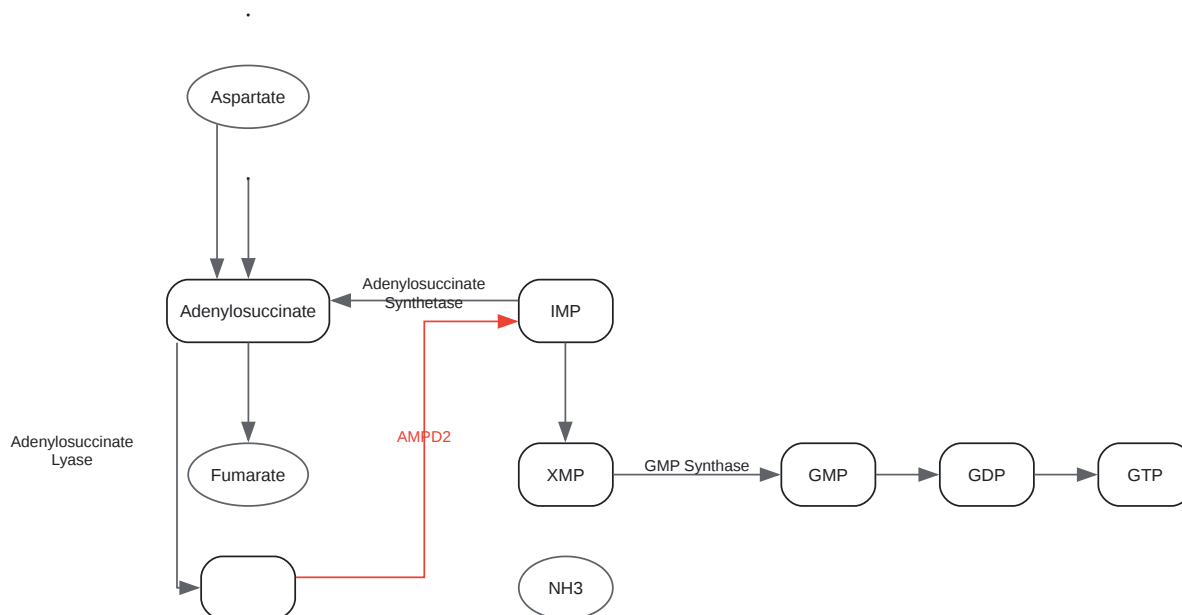 Aspartate
Adenylosuccinate
Synthetase
Adenylosuccinate
IMP
AMPD2
Adenylosuccinate
Lyase
Fumarate
XMP
GMP Synthase
GMP
GDP
GTP
NH3